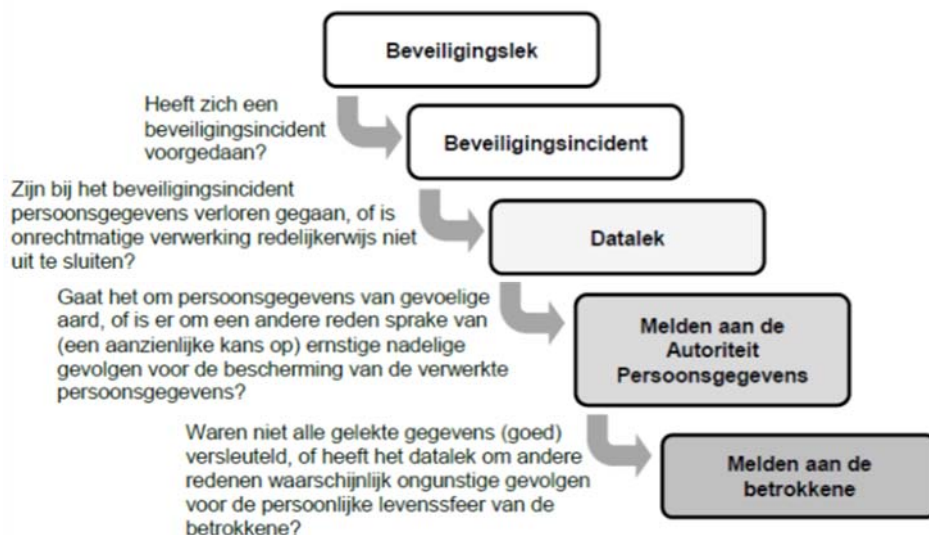 Beveiligingslek
Heeft zich een
beveiligingsincident
voorgedaan?
Beveiligingsincident
Zijn bij het beveiligingsincident
persoonsgegevens verloren gegaan, of is
onrechtmatige verwerking redelijkerwijs niet
uit te sluiten?
Datalek
Gaat het om persoonsgegevens van gevoelige
aard, of is er om een andere reden sprake van
(een aanzienlijke kans op) ernstige nadelige
gevolgen voor de bescherming van de verwerkte
persoonsgegevens?
Melden aan de
Autoriteit
Persoonsgegevens
Waren niet alle gelekte gegevens (goed)
versleuteld, of heeft het datalek om andere
redenen waarschijnlijk ongunstige gevolgen
voor de persoonlijke levenssfeer van de
betrokkene?
Melden aan de
betrokkene